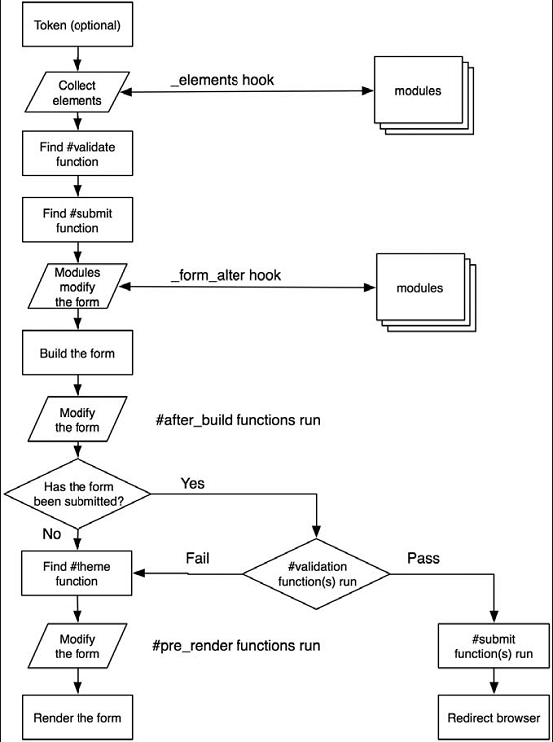 Token (optional)
Collect
elements
_elements hook
modules
Find #validate
function
Find #submit
function
Modules
modify
the form
_form_alter hook
modules
Build the form
Modify
the form
#after_build functions run
Has the form
been submitted?
Yes
No
Find #theme
function
Fail
#validation
function(s) run
Pass
Modify
the form
#pre_render functions run
#submit
function(s) run
Render the form
Redirect browser